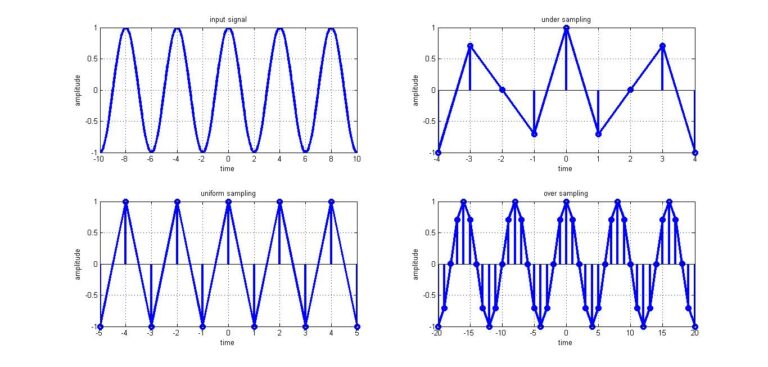 input signal
1
0.5
0
-0.5
-1
amplitude
-10 -8 -6 -4 -2 0 2 4 6 8 10
time
under sampling
1
0.5
0
-0.5
-1
amplitude
-4 -3 -2 -1 0 1 2 3 4
time
uniform sampling
1
0.5
0
-0.5
-1
amplitude
-5 -4 -3 -2 -1 0 1 2 3 4 5
time
over sampling
1
0.5
0
-0.5
-1
amplitude
-20 -15 -10 -5 0 5 10 15 20
time